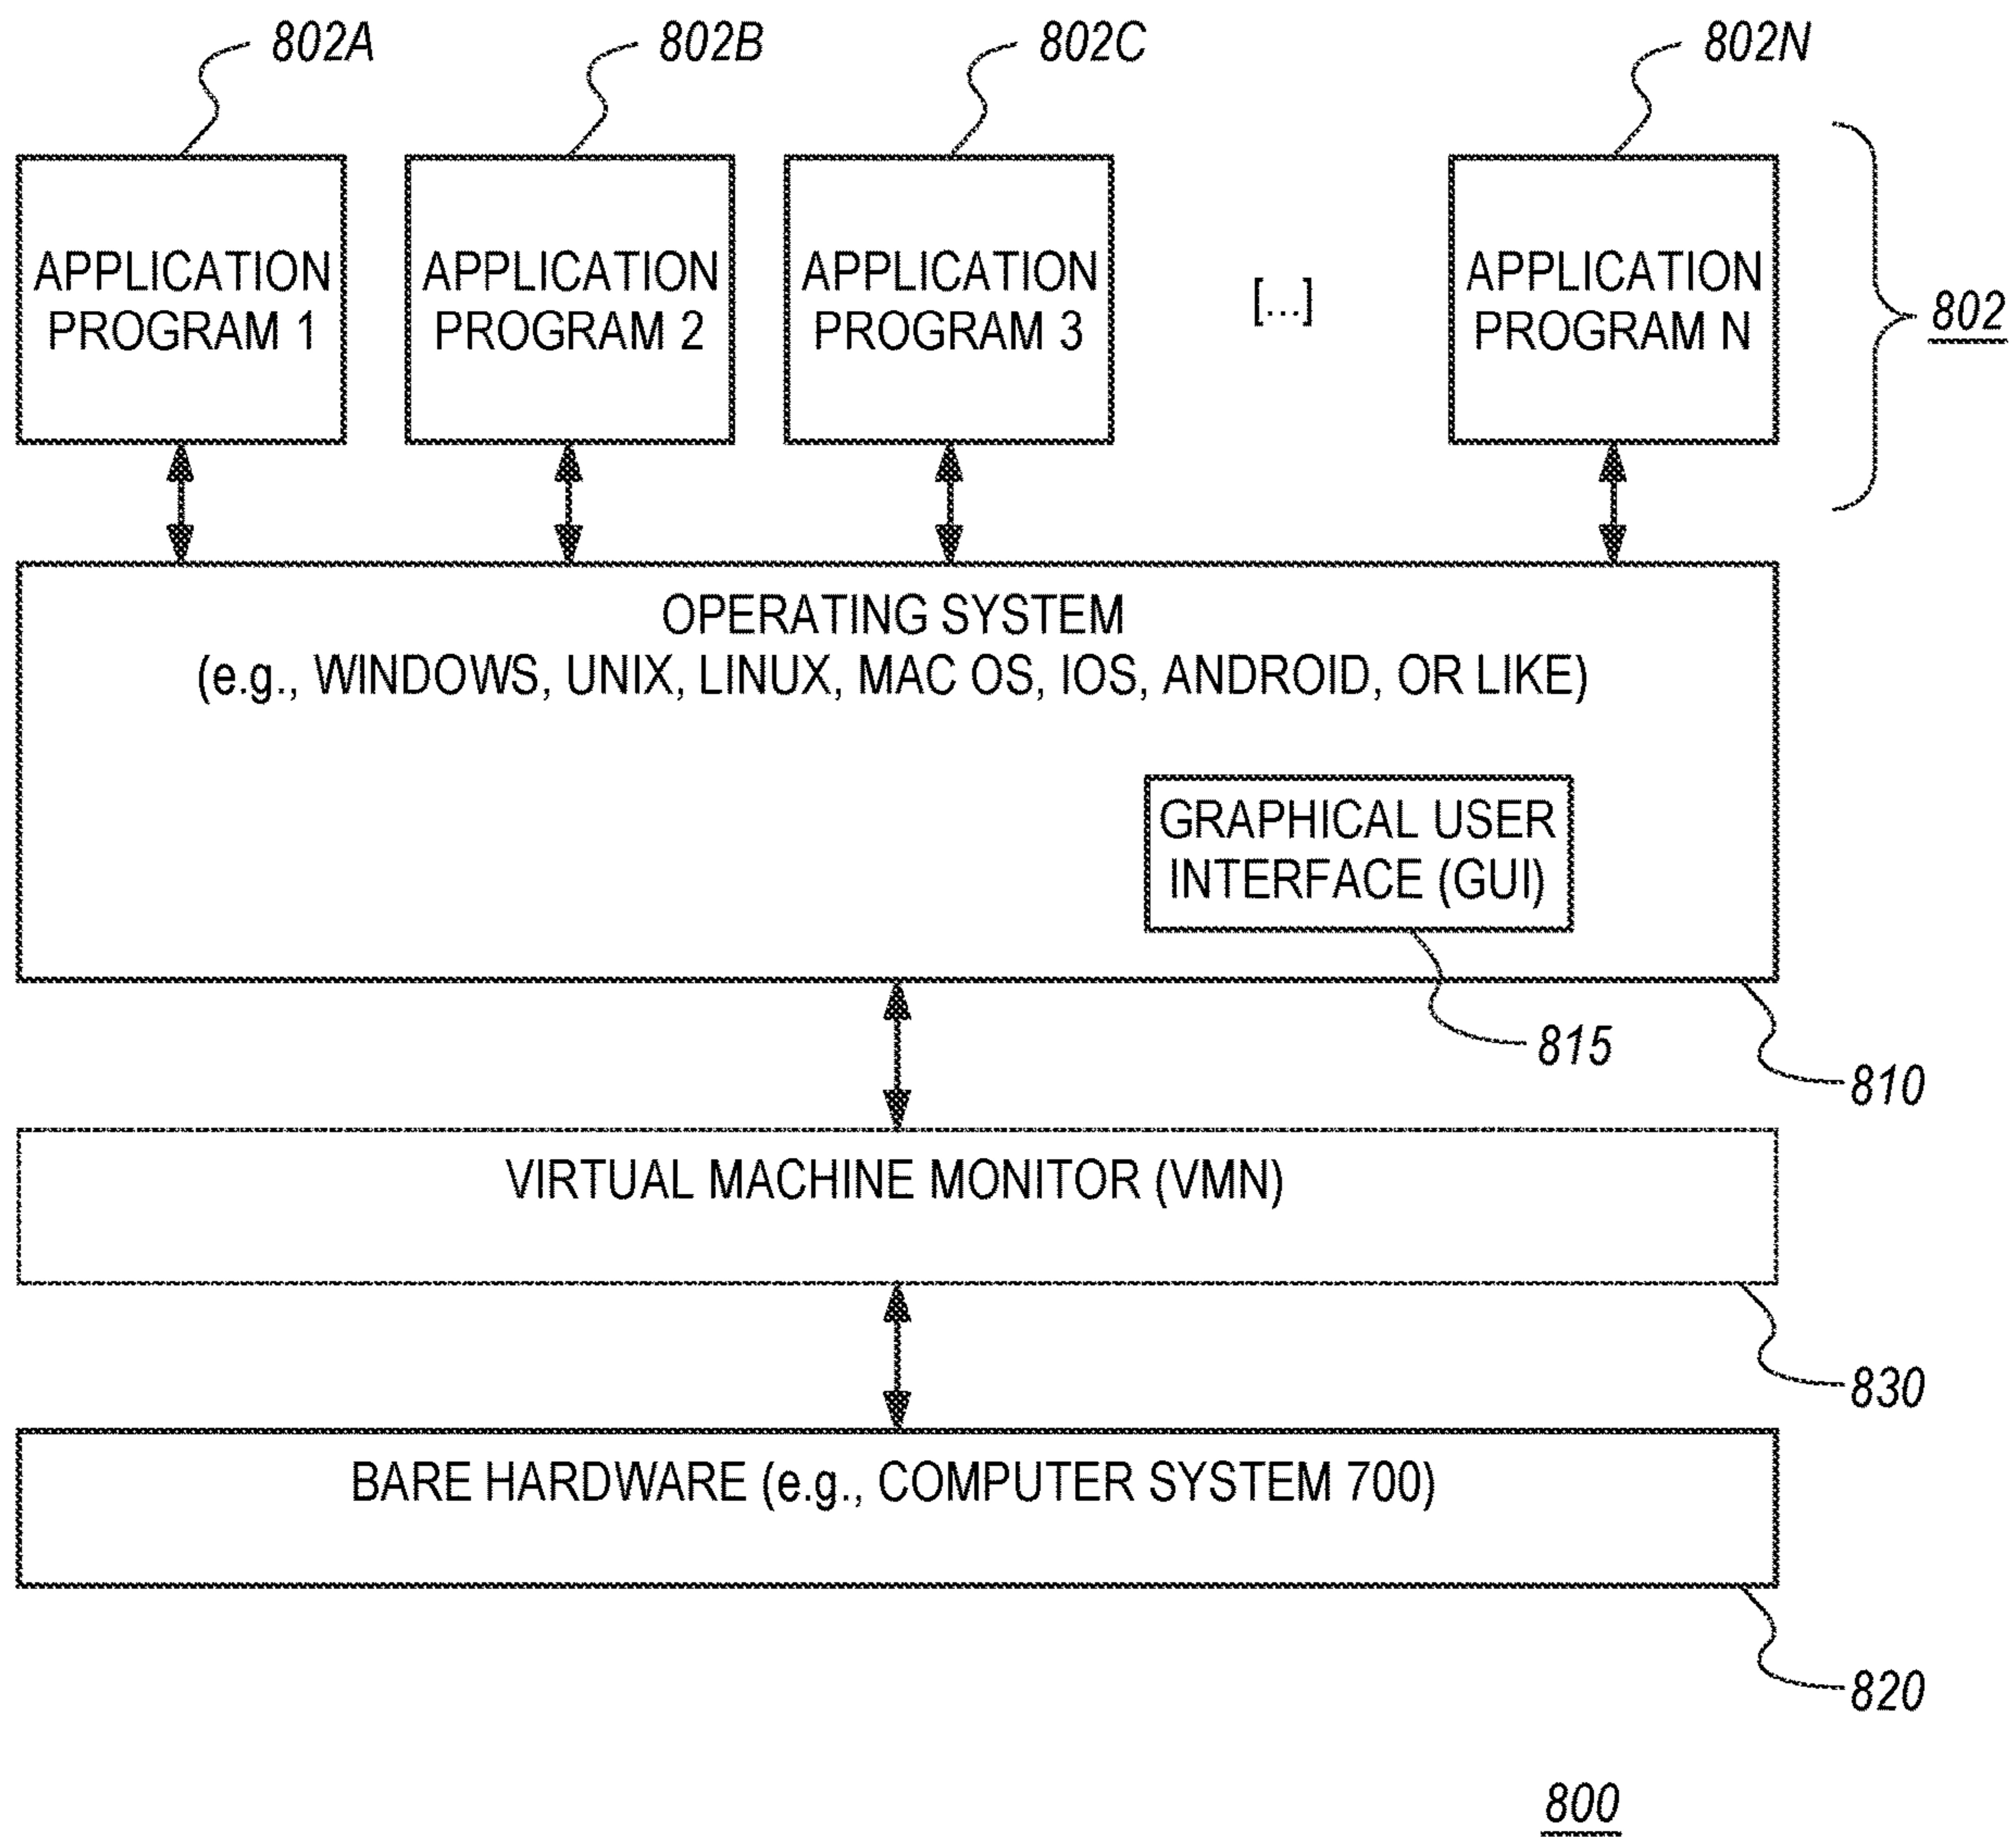 802A
802B
802C
802N
APPLICATION
PROGRAM 1
APPLICATION
PROGRAM 2
APPLICATION
PROGRAM 3
[...]
APPLICATION
PROGRAM N
802
OPERATING SYSTEM
(e.g., WINDOWS, UNIX, LINUX, MAC OS, IOS, ANDROID, OR LIKE)
GRAPHICAL USER
INTERFACE (GUI)
815
810
VIRTUAL MACHINE MONITOR (VMN)
830
BARE HARDWARE (e.g., COMPUTER SYSTEM 700)
820
800